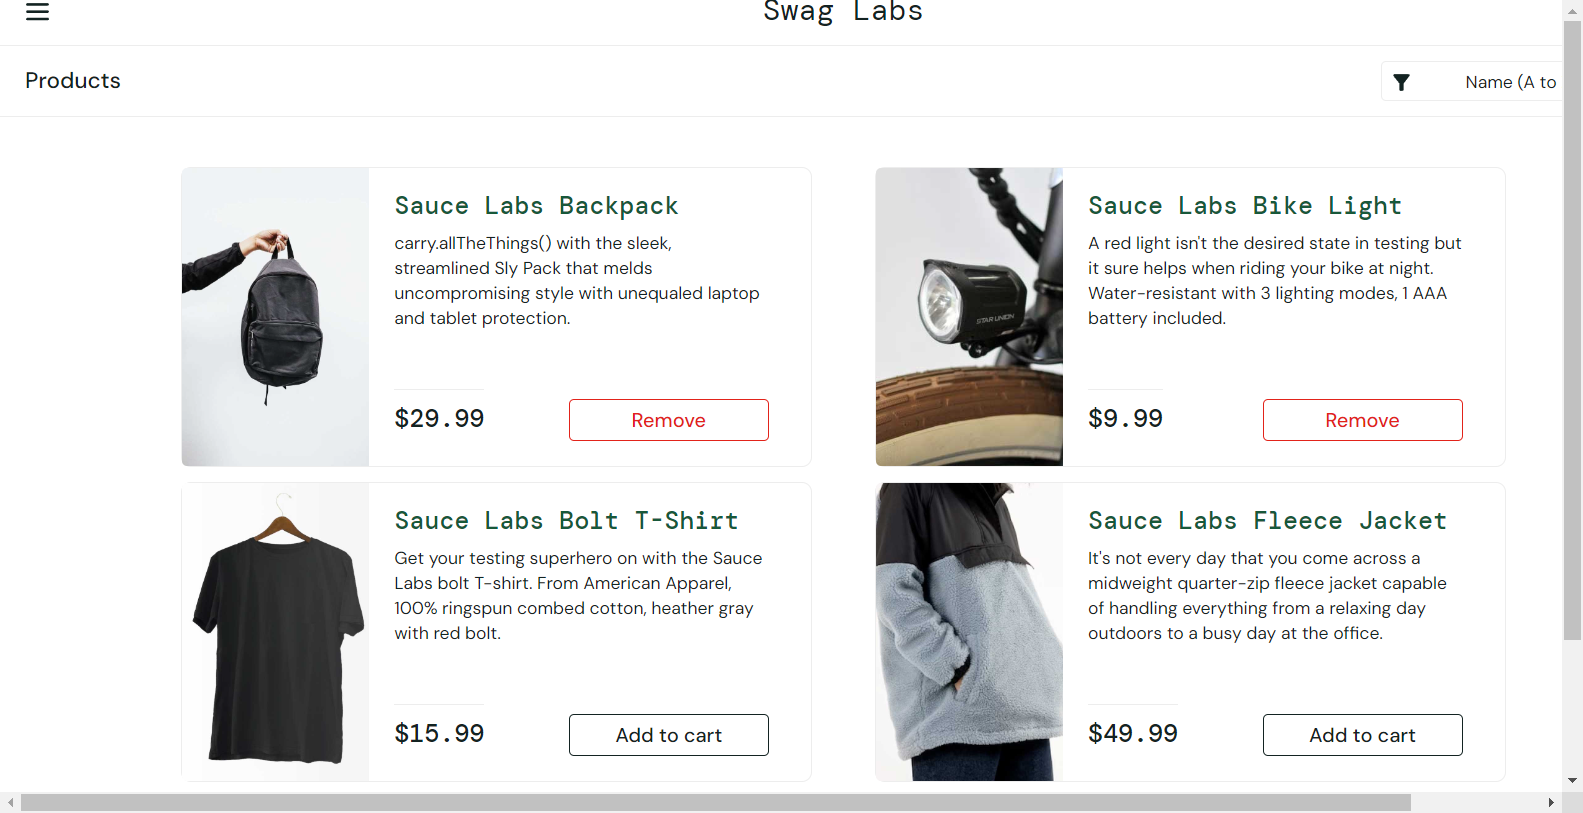 Swag Labs
Products
Name (A to
Sauce Labs Backpack
carry.allTheThings() with the sleek,
streamlined Sly Pack that melds
uncompromising style with unequaled laptop
and tablet protection.
$29.99
Remove
Sauce Labs Bike Light
A red light isn't the desired state in testing but
it sure helps when riding your bike at night.
Water-resistant with 3 lighting modes, 1 AAA
battery included.
STAR UNION
$9.99
Remove
Sauce Labs Bolt T-Shirt
Get your testing superhero on with the Sauce
Labs bolt T-shirt. From American Apparel,
100% ringspun combed cotton, heather gray
with red bolt.
$15.99
Add to cart
Sauce Labs Fleece Jacket
It's not every day that you come across a
midweight quarter-zip fleece jacket capable
of handling everything from a relaxing day
outdoors to a busy day at the office.
$49.99
Add to cart